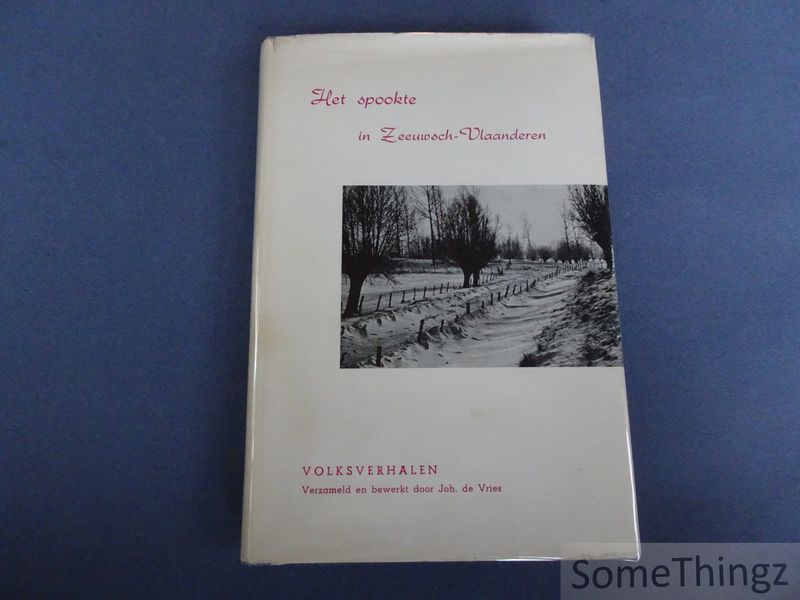 Het spookte
in Zeeuwsch-Vlaanderen
VOLKSVERHALEN
Verzameld en bewerkt door Joh. de Vries
SomeThingz